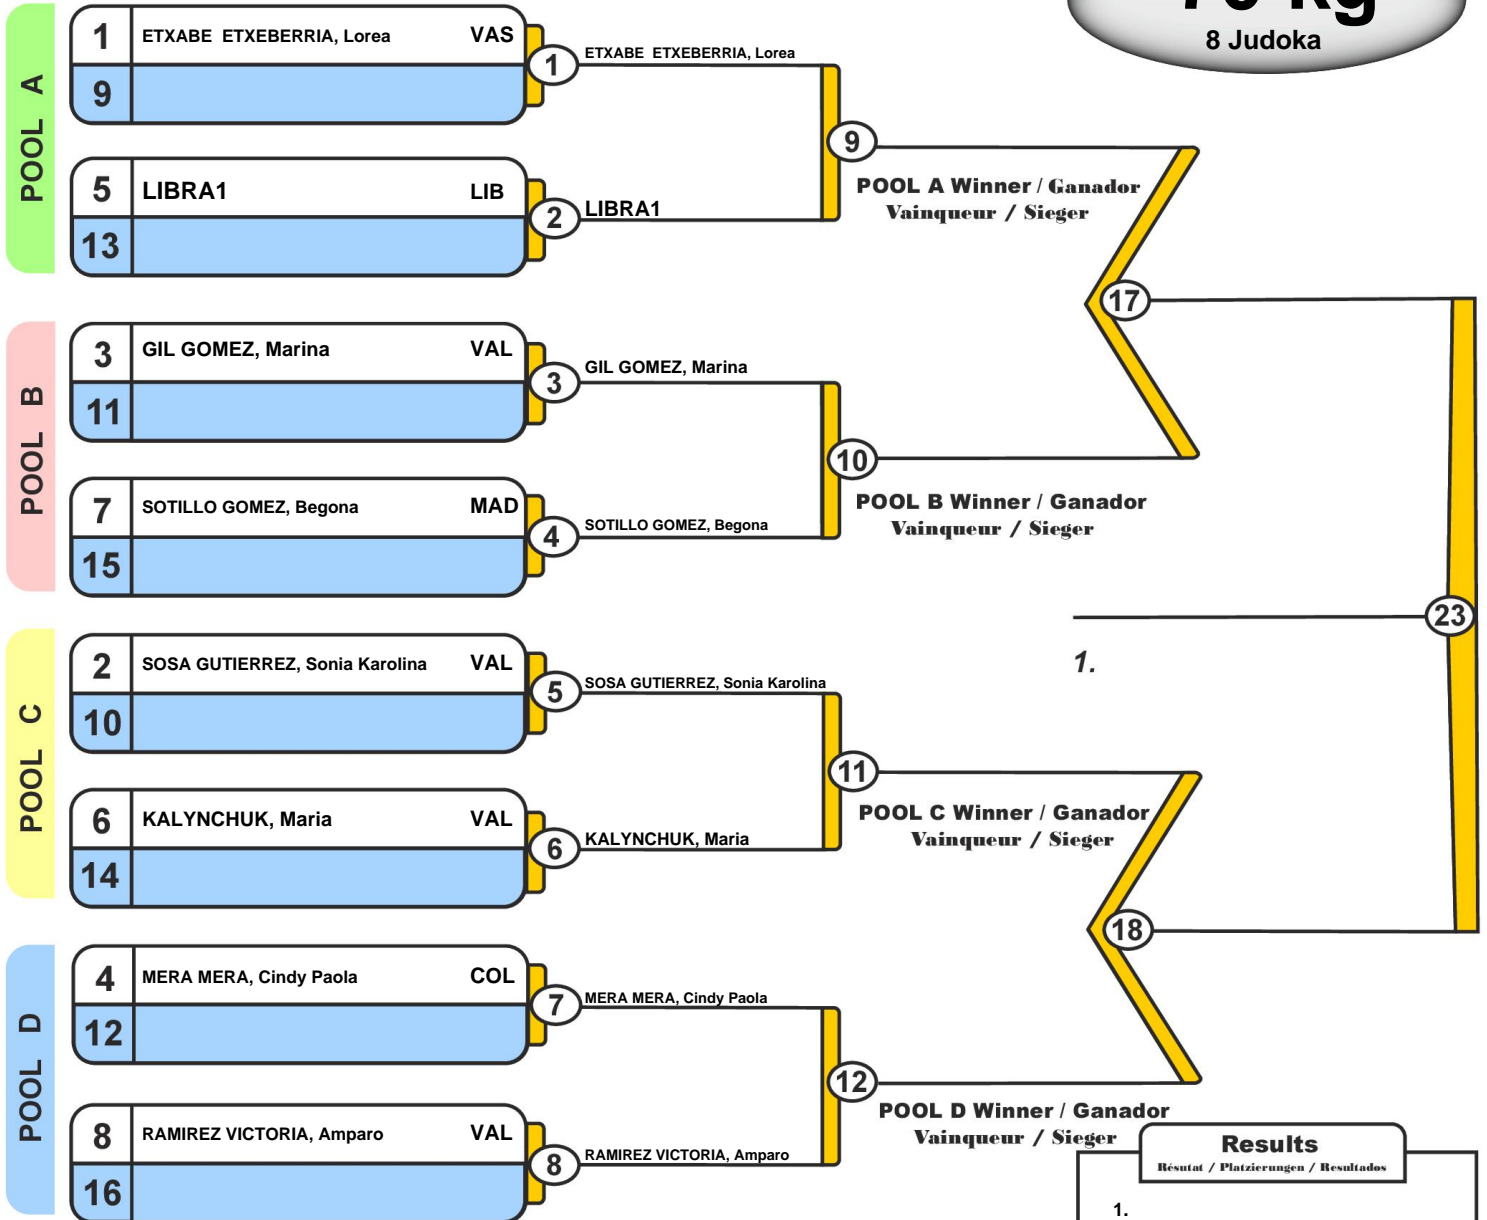 8 Judoka
POOL A
1 ETXABE ETXEBERRIA, Lorea VAS
9
1
ETXABE ETXEBERRIA, Lorea
5 LIBRA1 LIB
13
2
LIBRA1
9
POOL A Winner / Ganador
Vainqueur / Sieger
POOL B
3 GIL GOMEZ, Marina VAL
11
3
GIL GOMEZ, Marina
7 SOTILLO GOMEZ, Begona MAD
15
4
SOTILLO GOMEZ, Begona
10
POOL B Winner / Ganador
Vainqueur / Sieger
17
POOL C
2 SOSA GUTIERREZ, Sonia Karolina VAL
10
5
SOSA GUTIERREZ, Sonia Karolina
6 KALYNCHUK, Maria VAL
14
6
KALYNCHUK, Maria
11
POOL C Winner / Ganador
Vainqueur / Sieger
POOL D
4 MERA MERA, Cindy Paola COL
12
7
MERA MERA, Cindy Paola
8 RAMIREZ VICTORIA, Amparo VAL
16
8
RAMIREZ VICTORIA, Amparo
12
POOL D Winner / Ganador
Vainqueur / Sieger
18
23
1.
Results
Résutat / Platzierungen / Resultados
1.